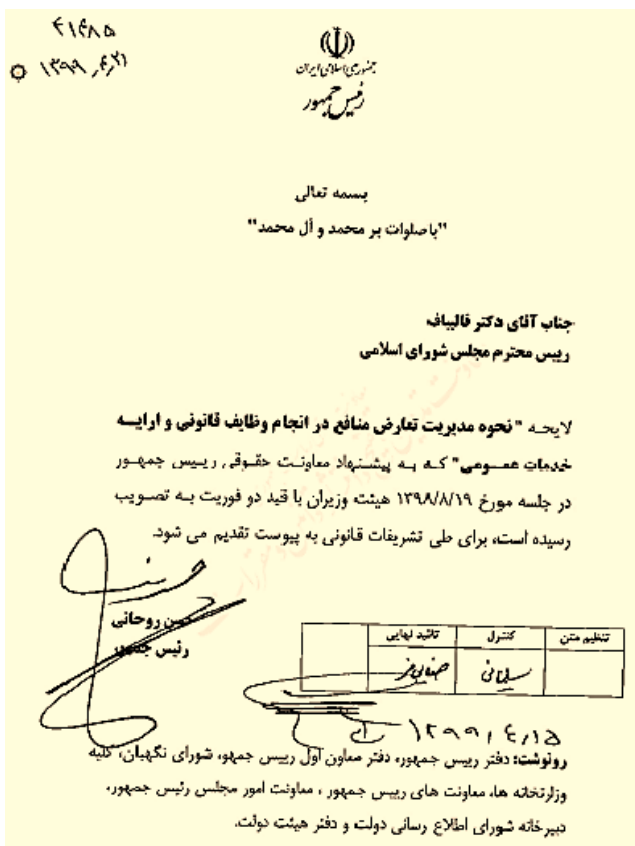 ۴۱۴۸۵
۱۳۹۹/۴/۲۱
جمهوری اسلامی ایران
رئیس جمهور
بسمه تعالی
"با صلوات بر محمد و آل محمد"
جناب آقای دکتر قالیباف
رییس محترم مجلس شورای اسلامی
لایحه "نحوه مدیریت تعارض منافع در انجام وظایف قانونی و ارایه
خدمات عمومی" که به پیشنهاد معاونت حقوقی رییس جمهور
در جلسه مورخ ۱۳۹۸/۸/۱۹ هیئت وزیران با قید دو فوریت به تصویب
رسیده است، برای طی تشریفات قانونی به پیوست تقدیم می شود.
حسن روحانی
رئیس جمهور
تنظیم متن کنترل تائید نهایی
۱۳۹۹/۴/۱۵
رونوشت: دفتر رییس جمهور، دفتر معاون اول رییس جمهو، شورای نگهبان، کلیه
وزارتخانه ها، معاونت های رییس جمهور ، معاونت امور مجلس رئیس جمهور،
دبیرخانه شورای اطلاع رسانی دولت و دفتر هیئت دولت.